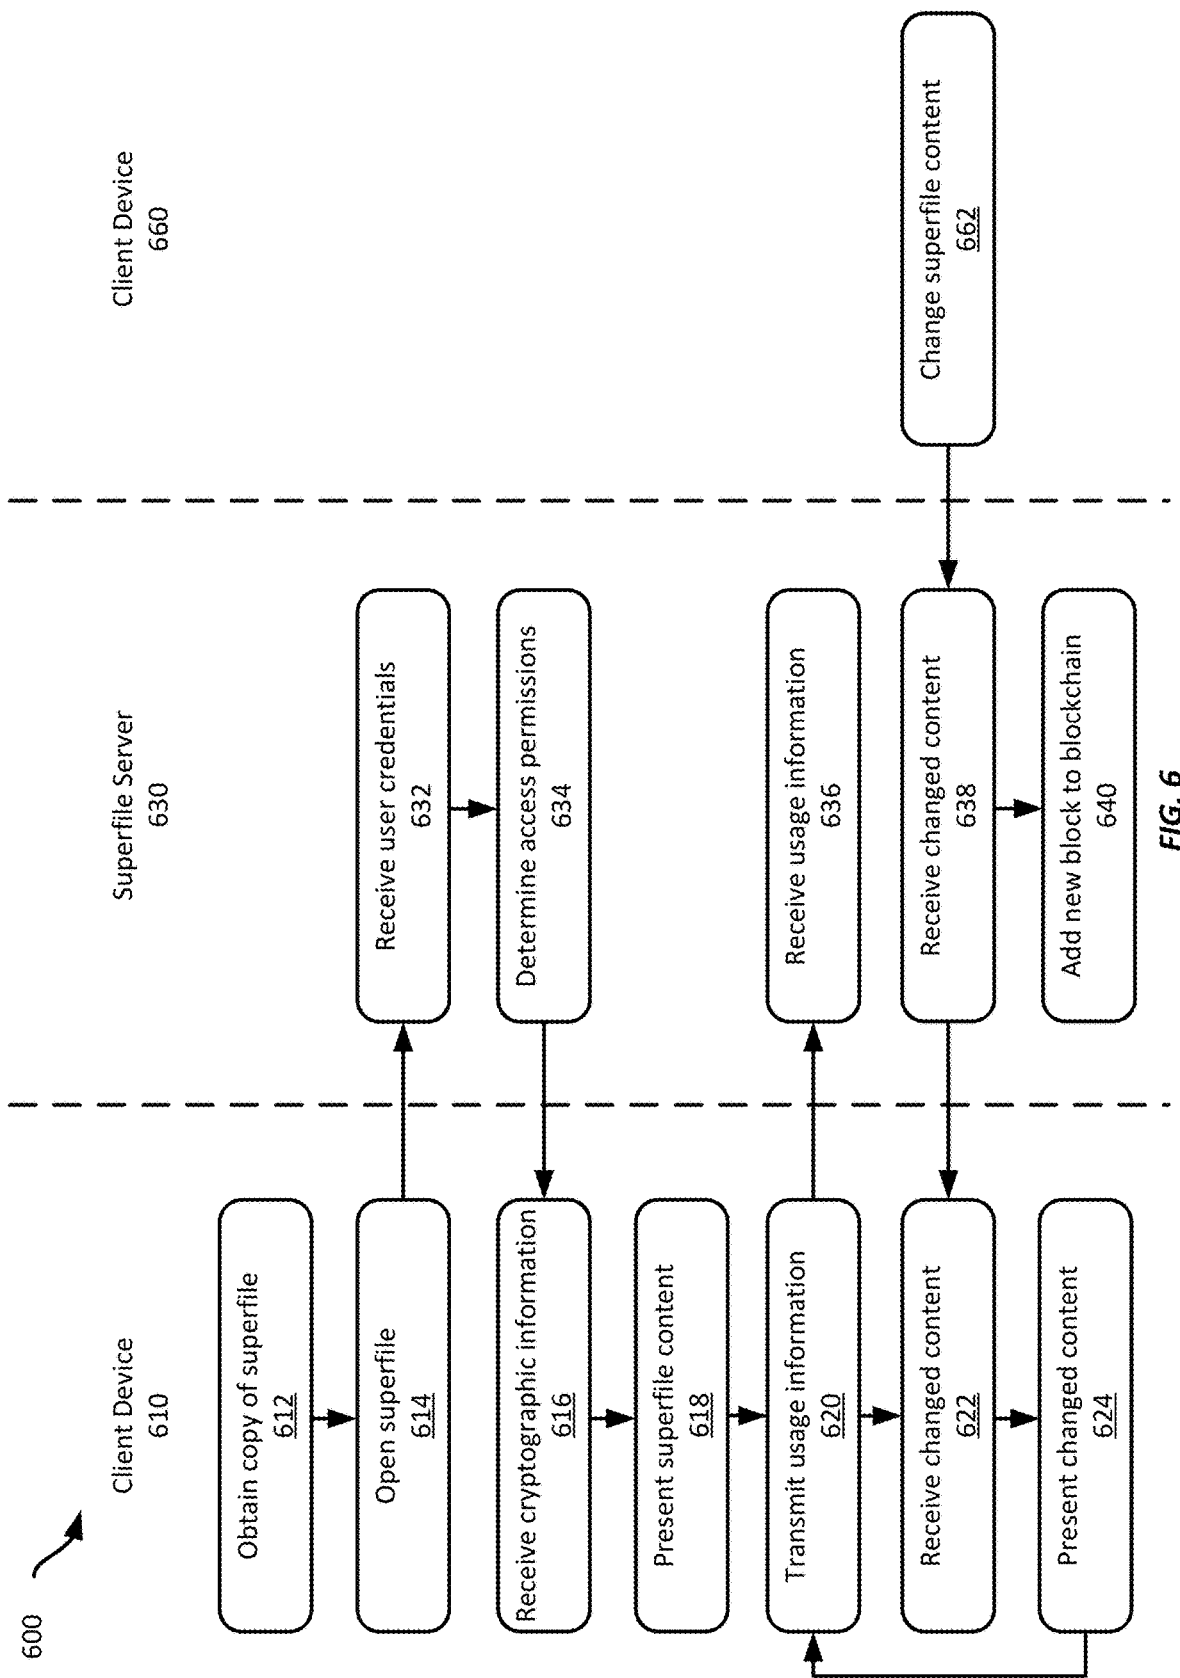 600
Client Device
610
Superfile Server
630
Client Device
660
Obtain copy of superfile
612
Open superfile
614
Receive user credentials
632
Receive cryptographic information
616
Determine access permissions
634
Present superfile content
618
Transmit usage information
620
Receive usage information
636
Receive changed content
622
Receive changed content
638
Change superfile content
662
Present changed content
624
Add new block to blockchain
640
FIG. 6